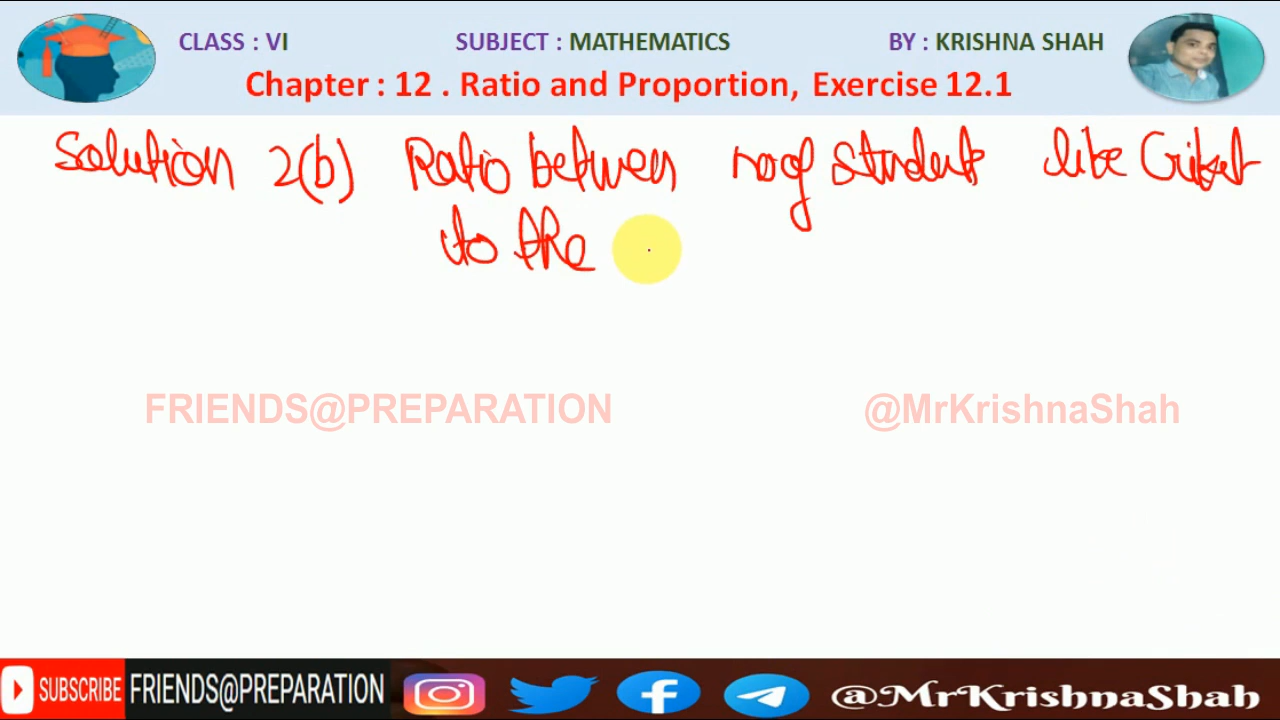 CLASS : VI SUBJECT : MATHEMATICS BY : KRISHNA SHAH
Chapter : 12 . Ratio and Proportion, Exercise 12.1
Solution 2(b) Ratio between no of student like Cricket
to the
FRIENDS@PREPARATION @MrKrishnaShah
SUBSCRIBE FRIENDS@PREPARATION @MrKrishnaShah